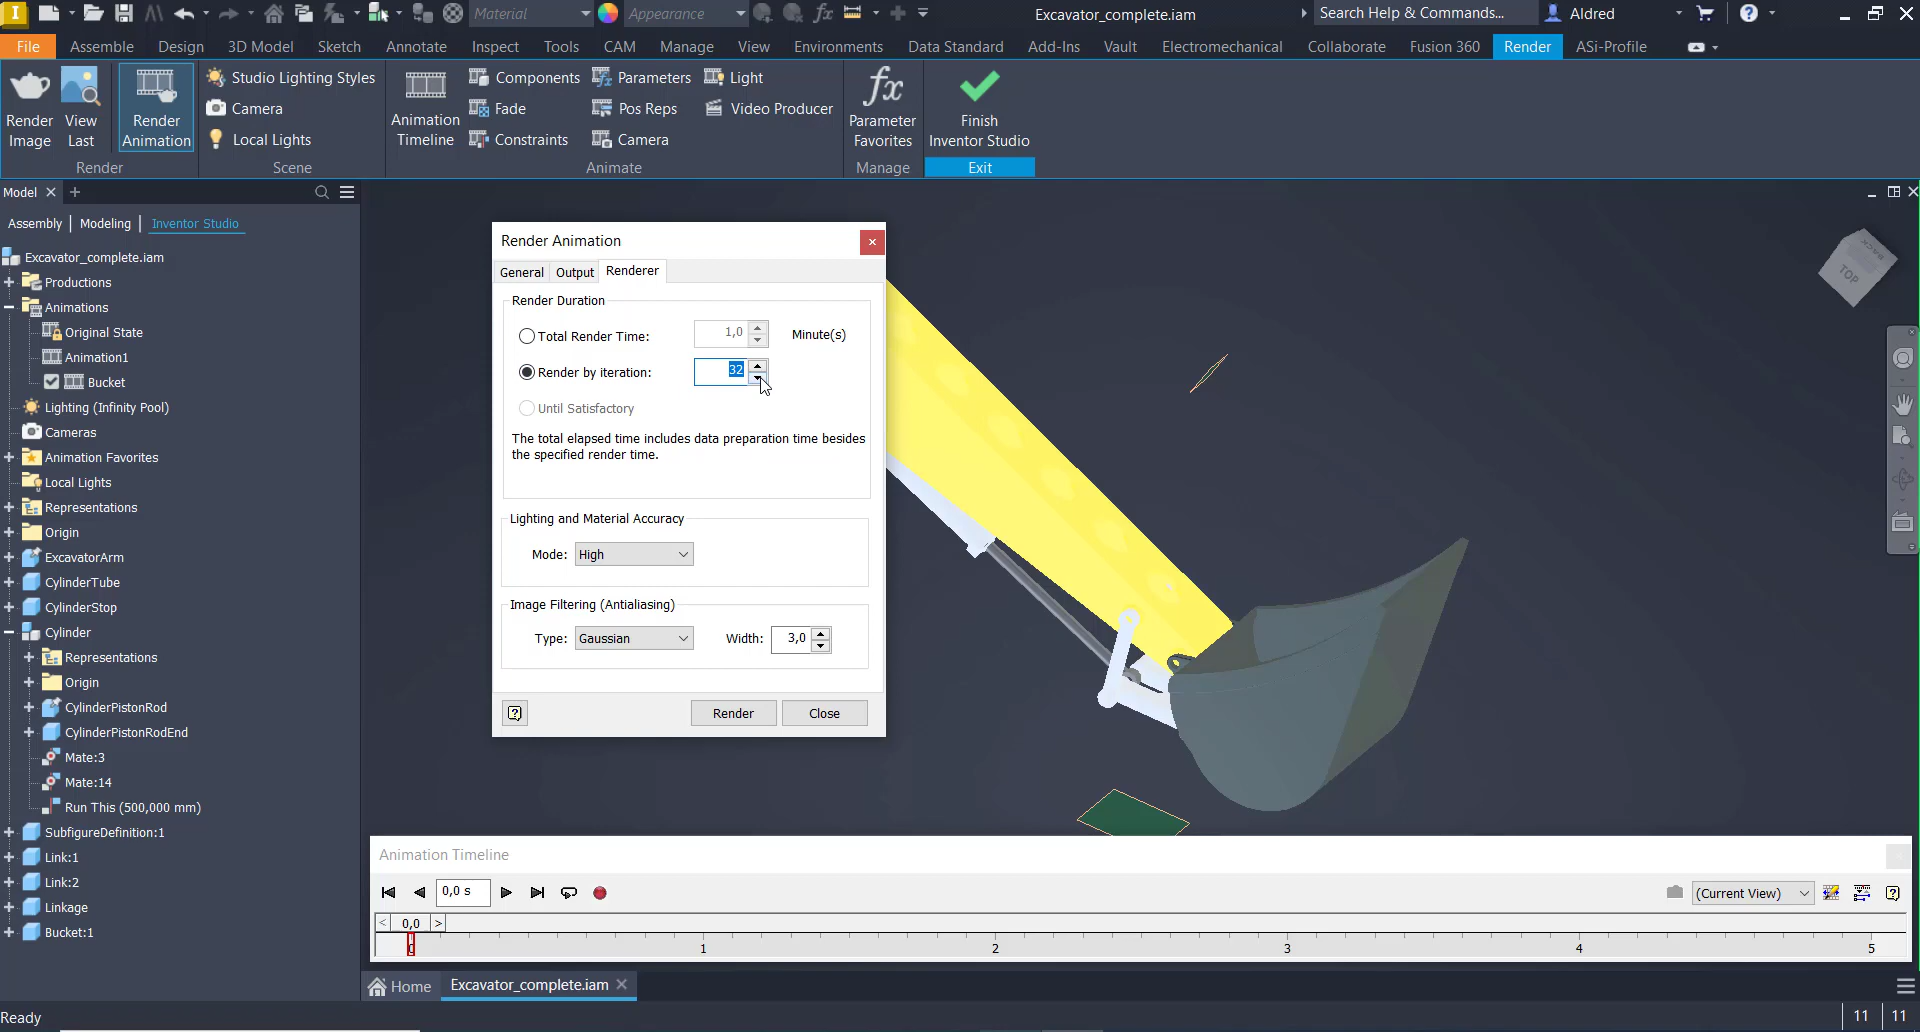 Material
Appearance
Excavator_complete.iam
Search Help & Commands...
Aldred
File
Assemble
Design
3D Model
Sketch
Annotate
Inspect
Tools
CAM
Manage
View
Environments
Data Standard
Add-Ins
Vault
Electromechanical
Collaborate
Fusion 360
Render
ASi-Profile
Render
Image
View
Last
Render
Animation
Studio Lighting Styles
Camera
Local Lights
Animation
Timeline
Components
Fade
Constraints
Parameters
Pos Reps
Camera
Light
Video Producer
Parameter
Favorites
Finish
Inventor Studio
Render
Scene
Animate
Manage
Exit
Model
Assembly
Modeling
Inventor Studio
Excavator_complete.iam
Productions
Animations
Original State
Animation1
Bucket
Lighting (Infinity Pool)
Cameras
Animation Favorites
Local Lights
Representations
Origin
ExcavatorArm
CylinderTube
CylinderStop
Cylinder
Representations
Origin
CylinderPistonRod
CylinderPistonRodEnd
Mate:3
Mate:14
Run This (500,000 mm)
SubfigureDefinition:1
Link:1
Link:2
Linkage
Bucket:1
Render Animation
General
Output
Renderer
Render Duration
Total Render Time:
1,0
Minute(s)
Render by iteration:
32
Until Satisfactory
The total elapsed time includes data preparation time besides
the specified render time.
Lighting and Material Accuracy
Mode:
High
Image Filtering (Antialiasing)
Type:
Gaussian
Width:
3,0
Render
Close
BACK
TOP
Animation Timeline
0,0 s
(Current View)
< 0,0 >
0
1
2
3
4
5
Home
Excavator_complete.iam
Ready
11
11